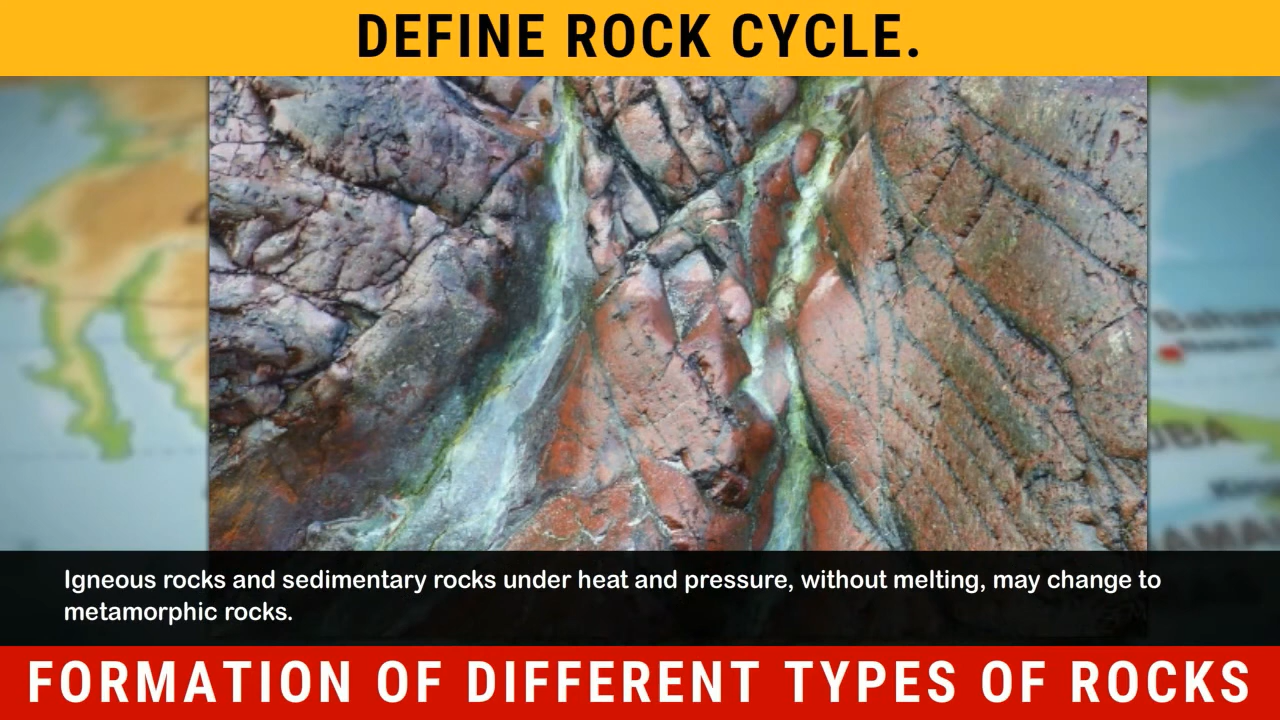 DEFINE ROCK CYCLE.
UBA
Igneous rocks and sedimentary rocks under heat and pressure, without melting, may change to
metamorphic rocks.
FORMATION OF DIFFERENT TYPES OF ROCKS